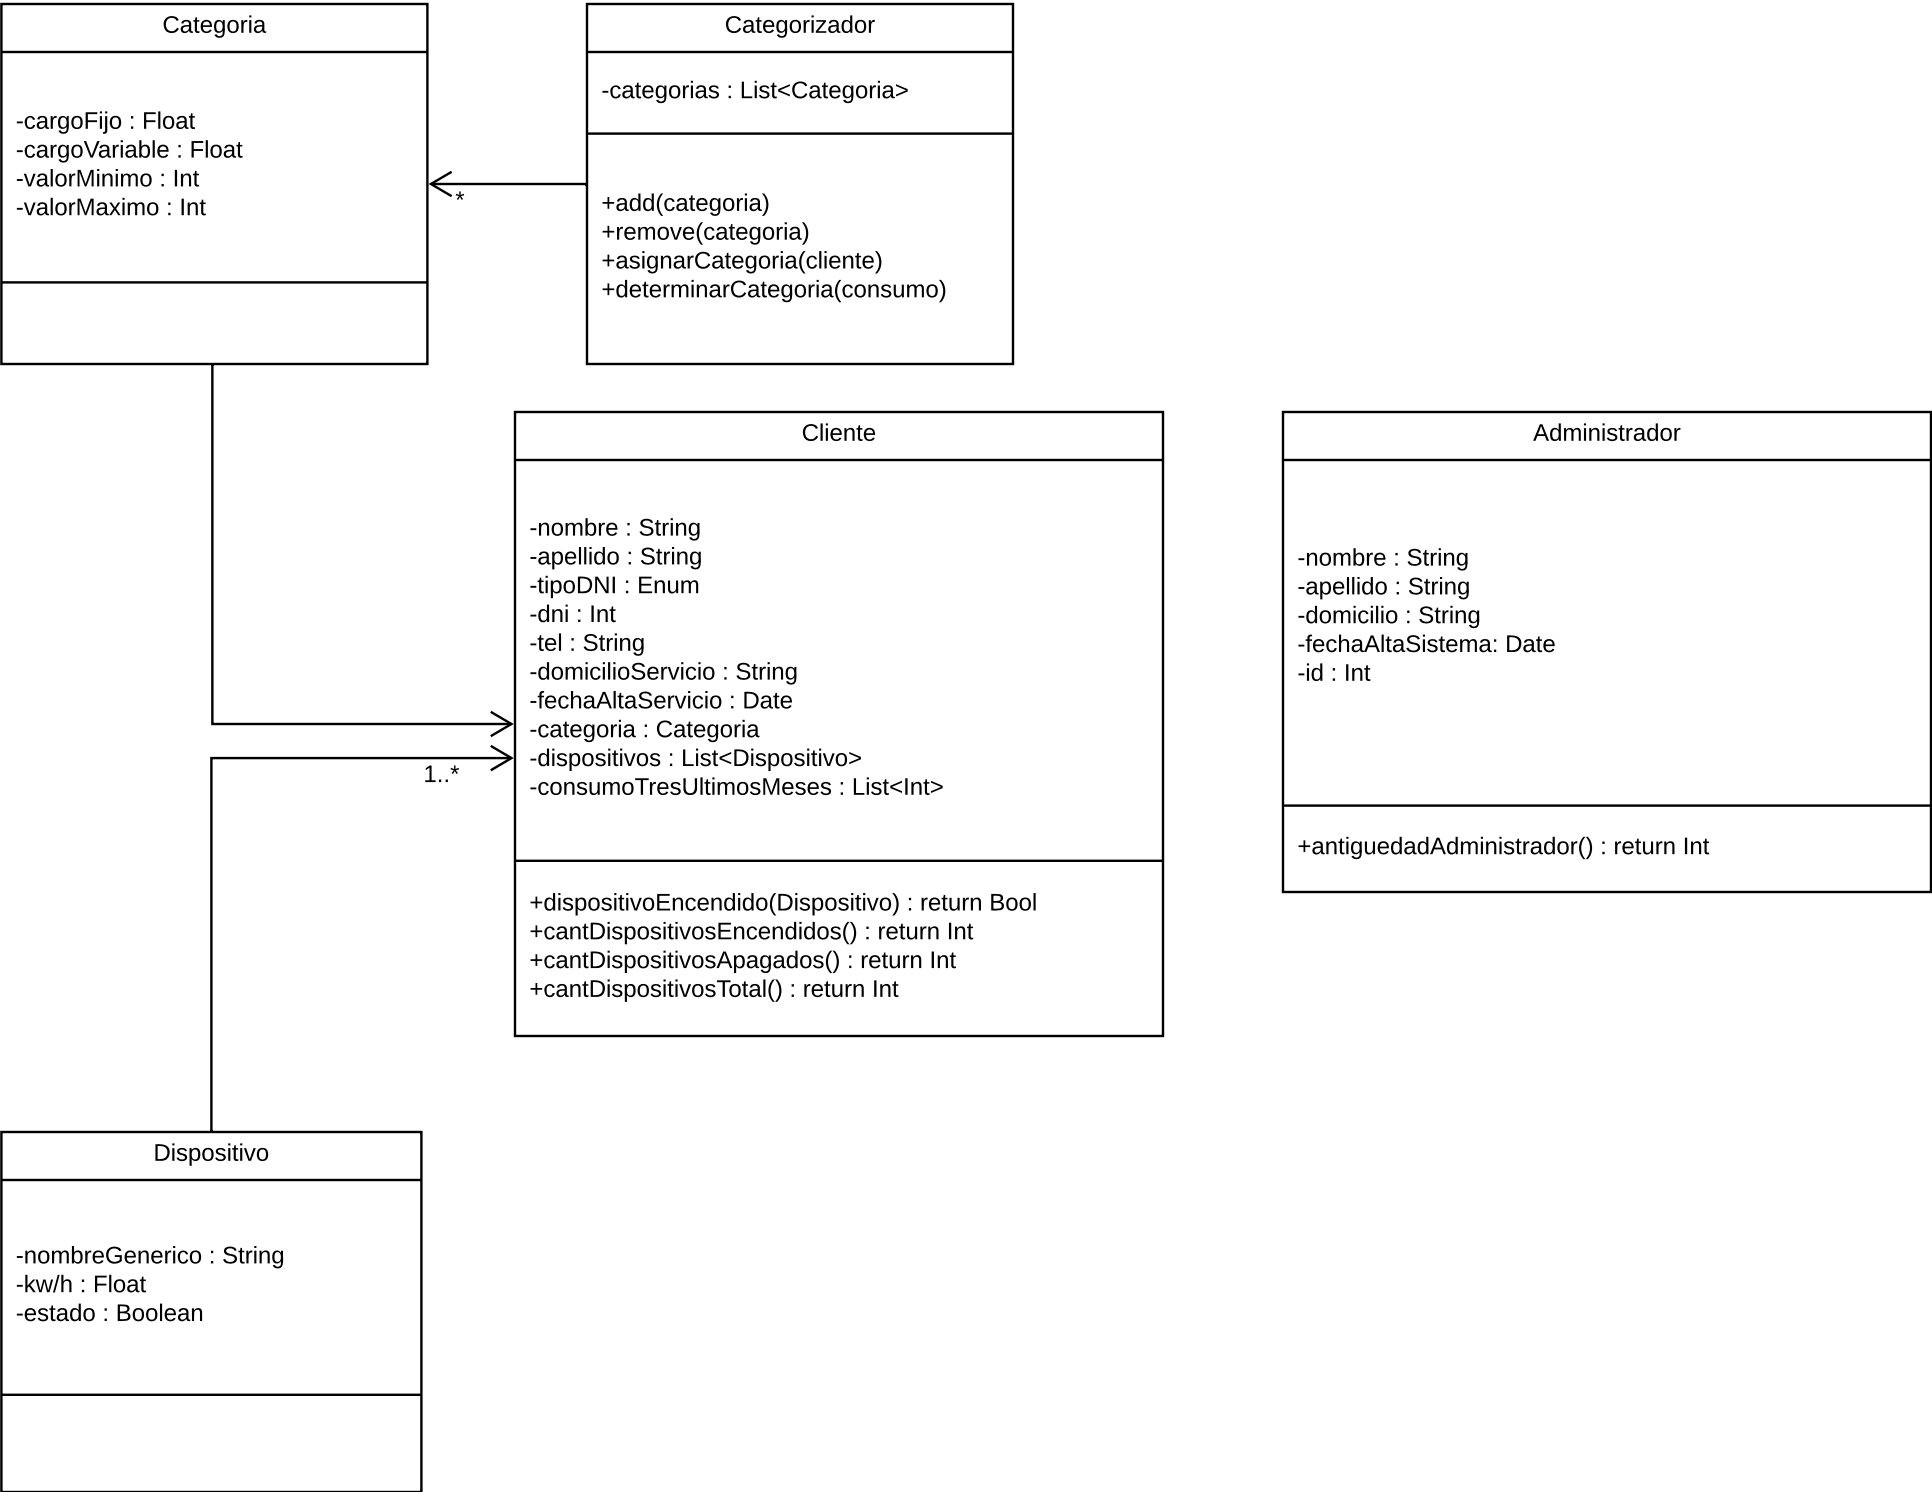 Categoria
-cargoFijo : Float
-cargoVariable : Float
-valorMinimo : Int
-valorMaximo : Int
Categorizador
-categorias : List<Categoria>
+add(categoria)
+remove(categoria)
+asignarCategoria(cliente)
+determinarCategoria(consumo)
*
Cliente
-nombre : String
-apellido : String
-tipoDNI : Enum
-dni : Int
-tel : String
-domicilioServicio : String
-fechaAltaServicio : Date
-categoria : Categoria
-dispositivos : List<Dispositivo>
-consumoTresUltimosMeses : List<Int>
+dispositivoEncendido(Dispositivo) : return Bool
+cantDispositivosEncendidos() : return Int
+cantDispositivosApagados() : return Int
+cantDispositivosTotal() : return Int
1..*
Administrador
-nombre : String
-apellido : String
-domicilio : String
-fechaAltaSistema: Date
-id : Int
+antiguedadAdministrador() : return Int
Dispositivo
-nombreGenerico : String
-kw/h : Float
-estado : Boolean